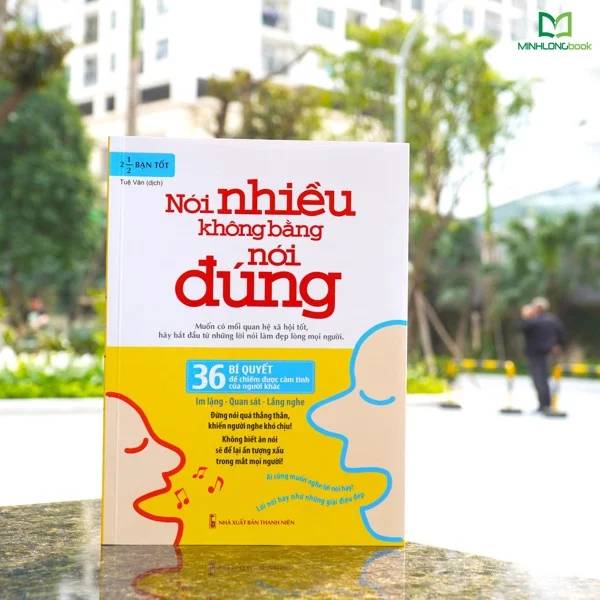 MINHLONGbook
2 1/2 BẠN TỐT
Tuệ Văn (dịch)
Nói nhiều
không bằng
nói
đúng
Muốn có mối quan hệ xã hội tốt,
hãy bắt đầu từ những lời nói làm đẹp lòng mọi người.
36 BÍ QUYẾT
để chiếm được cảm tình
của người khác
Im lặng - Quan sát - Lắng nghe
Đừng nói quá thẳng thắn,
khiến người nghe khó chịu!
Không biết ăn nói
sẽ để lại ấn tượng xấu
trong mắt mọi người!
Ai cũng muốn nghe lời nói hay!
Lời nói hay như những giai điệu đẹp
NHÀ XUẤT BẢN THANH NIÊN